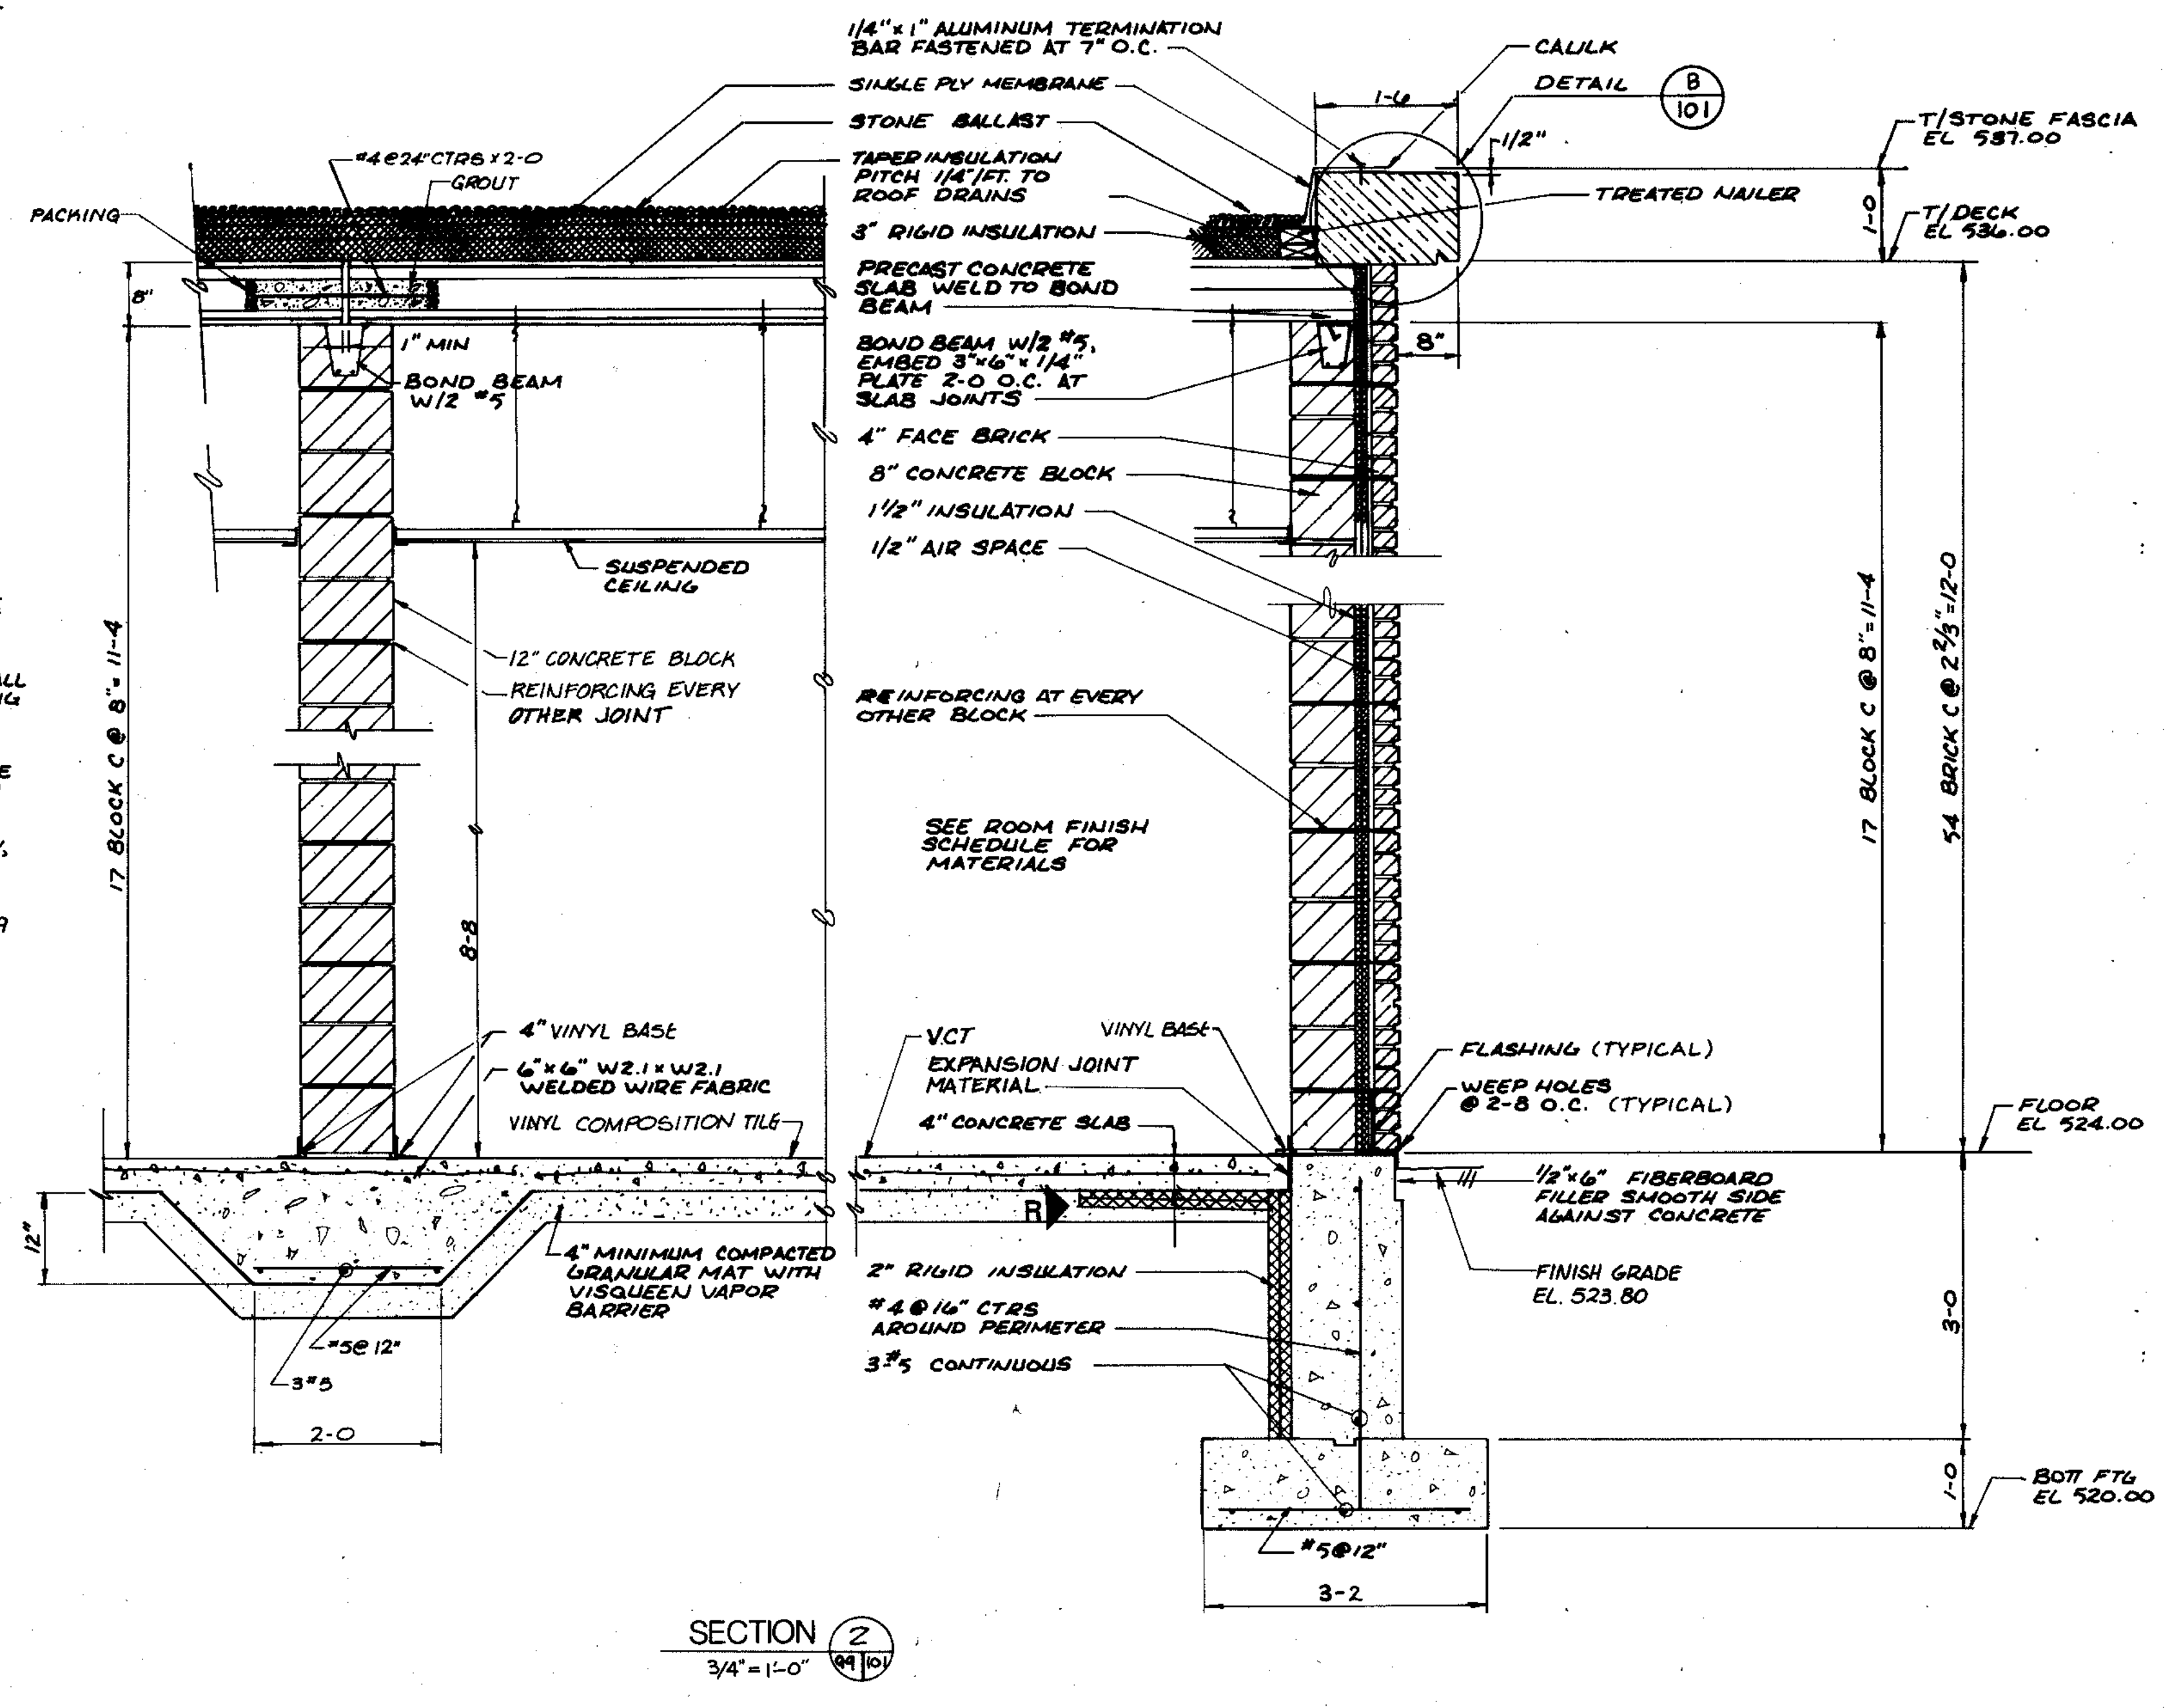 1/4" x 1" ALUMINUM TERMINATION
BAR FASTENED AT 7" O.C.
SINGLE PLY MEMBRANE
STONE BALLAST
TAPER INSULATION
PITCH 1/4"/FT. TO
ROOF DRAINS
3" RIGID INSULATION
PRECAST CONCRETE
SLAB WELD TO BOND
BEAM
BOND BEAM W/2 #5,
EMBED 3"x6"x1/4"
PLATE 2-0 O.C. AT
SLAB JOINTS
4" FACE BRICK
8" CONCRETE BLOCK
1 1/2" INSULATION
1/2" AIR SPACE
REINFORCING AT EVERY
OTHER BLOCK
SEE ROOM FINISH
SCHEDULE FOR
MATERIALS
CAULK
DETAIL
B
101
1-6
1/2"
T/STONE FASCIA
EL 537.00
TREATED NAILER
1-0
T/DECK
EL 536.00
8"
17 BLOCK C @ 8" = 11-4
54 BRICK C @ 2 2/3" = 12-0
#4 @ 24" CTRS x 2-0
GROUT
PACKING
8"
1" MIN
BOND BEAM
W/2 #5
SUSPENDED
CEILING
17 BLOCK C @ 8" = 11-4
12" CONCRETE BLOCK
REINFORCING EVERY
OTHER JOINT
8-8
4" VINYL BASE
6" x 6" W2.1 x W2.1
WELDED WIRE FABRIC
VINYL COMPOSITION TILE
12"
4" MINIMUM COMPACTED
GRANULAR MAT WITH
VISQUEEN VAPOR
BARRIER
#5 @ 12"
3 #5
2-0
V.C.T
VINYL BASE
EXPANSION JOINT
MATERIAL
4" CONCRETE SLAB
R
2" RIGID INSULATION
#4 @ 16" CTRS
AROUND PERIMETER
3 #5 CONTINUOUS
FLASHING (TYPICAL)
WEEP HOLES
@ 2-8 O.C. (TYPICAL)
FLOOR
EL 524.00
1/2" x 6" FIBERBOARD
FILLER SMOOTH SIDE
AGAINST CONCRETE
FINISH GRADE
EL. 523.80
3-0
1-0
BOTT FTG
EL 520.00
#5 @ 12"
3-2
SECTION
2
99 101
3/4" = 1'-0"